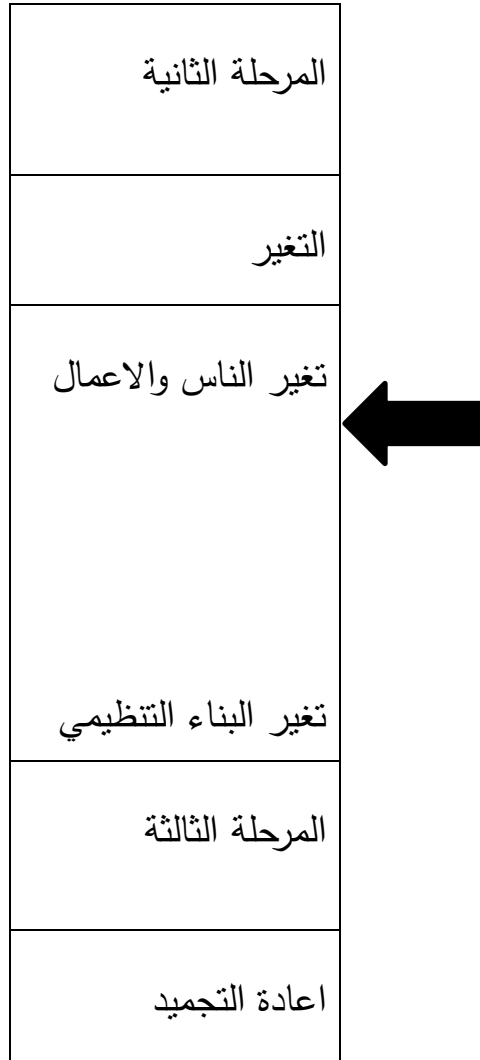 المرحلة الثانية
التغير
تغير الناس والاعمال
تغير البناء التنظيمي
المرحلة الثالثة
اعادة التجميد